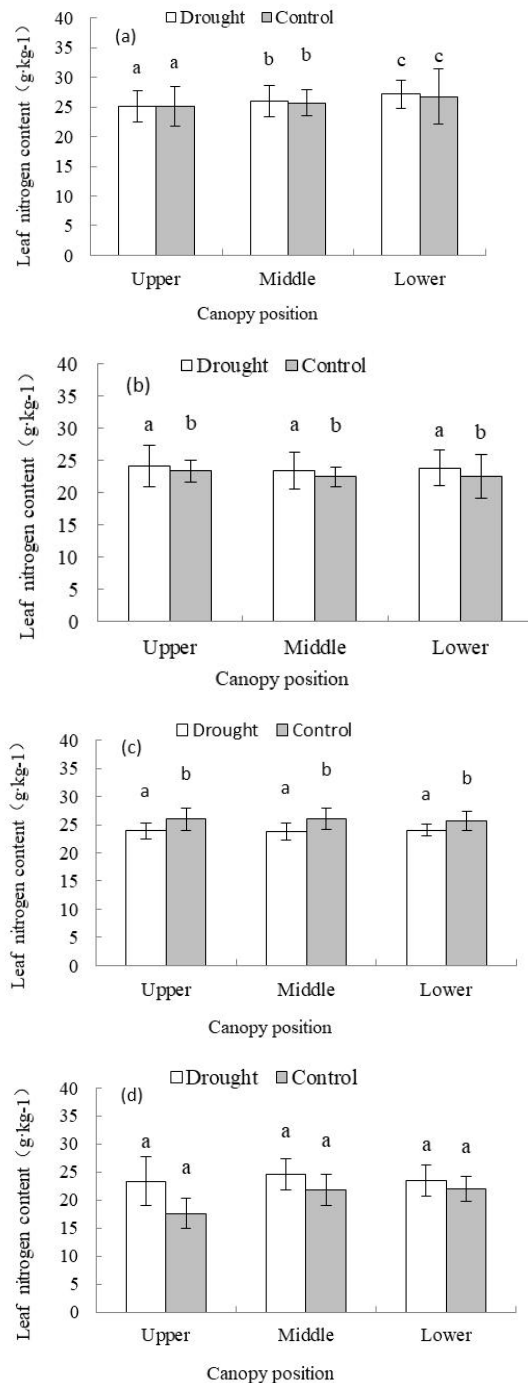 40
(a)
□Drought □Control
35
a a b b c c
30
25
20
15
10
5
0
Leaf nitrogen content（g·kg-1）
Upper Middle Lower
Canopy position
40
(b)
□Drought □Control
35
a b a b a b
30
25
20
15
10
5
0
Leaf nitrogen content（g·kg-1）
Upper Middle Lower
Canopy position
□Drought □Control
40
(c)
35
a b a b a b
30
25
20
15
10
5
0
Leaf nitrogen content（g·kg-1）
Upper Middle Lower
Canopy position
□Drought □Control
40
(d)
35
a a a a a a
30
25
20
15
10
5
0
Leaf nitrogen content（g·kg-1）
Upper Middle Lower
Canopy position